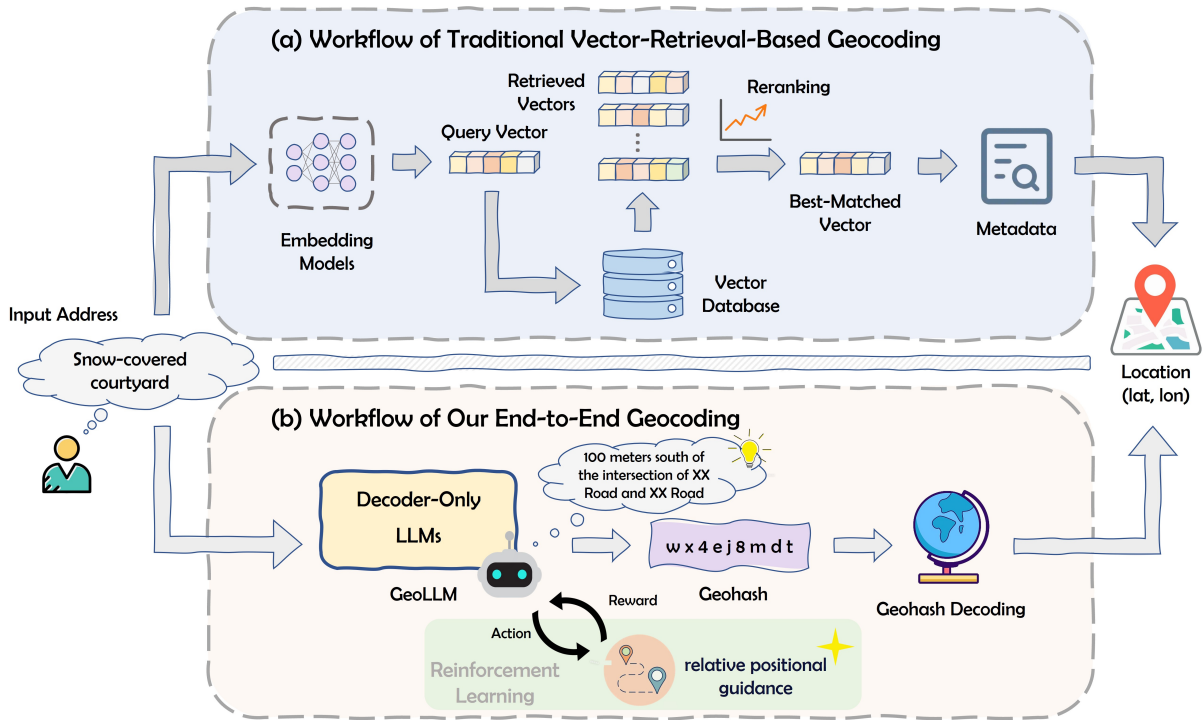 (a) Workflow of Traditional Vector-Retrieval-Based Geocoding
Retrieved
Vectors
Reranking
Query Vector
Embedding
Models
Best-Matched
Vector
Metadata
Vector
Database
Input Address
Snow-covered
courtyard
Location
(lat, lon)
(b) Workflow of Our End-to-End Geocoding
100 meters south of
the intersection of XX
Road and XX Road
Decoder-Only
LLMs
w x 4 e j 8 m d t
GeoLLM
Geohash
Geohash Decoding
Reward
Action
Reinforcement
Learning
relative positional
guidance